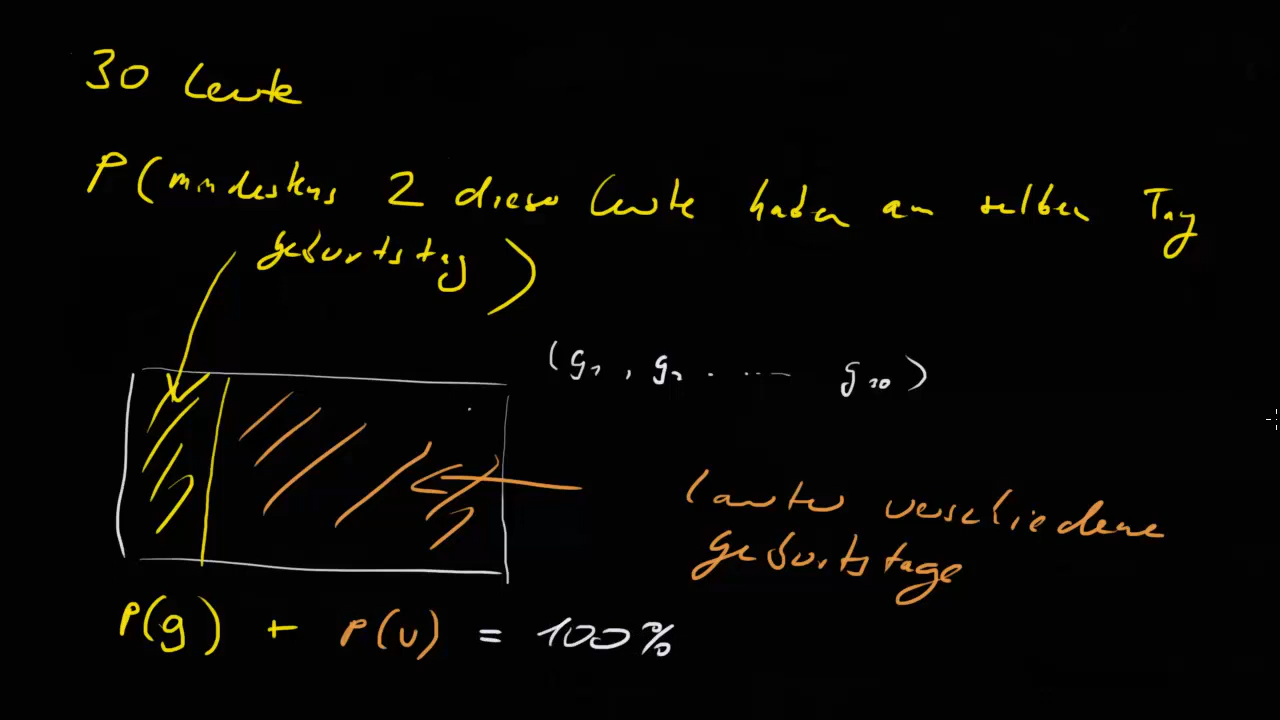 30 Leute
P(mindestens 2 dieser Leute haben am selben Tag
Geburtstag)
(g₁, g₂ . .... g₃₀)
lauter verschiedene
Geburtstage
P(g) + P(v) = 100%